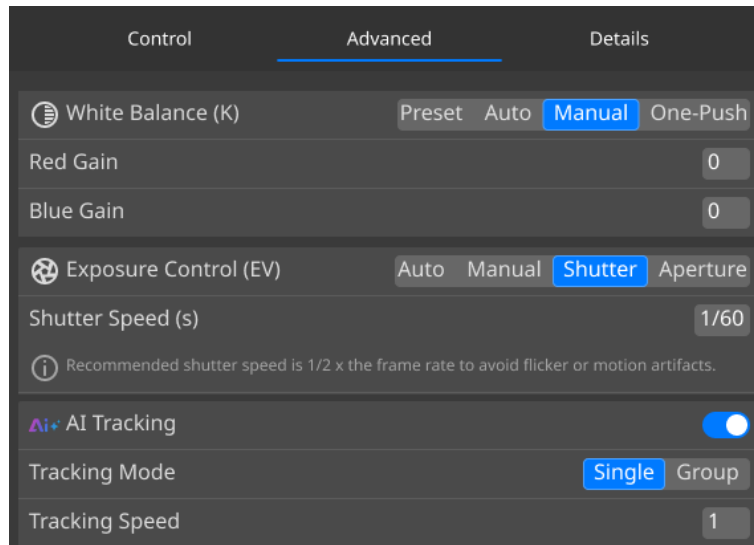 Control Advanced Details
White Balance (K) Preset Auto Manual One-Push
Red Gain 0
Blue Gain 0
Exposure Control (EV) Auto Manual Shutter Aperture
Shutter Speed (s) 1/60
Recommended shutter speed is 1/2 x the frame rate to avoid flicker or motion artifacts.
Ai+ AI Tracking
Tracking Mode Single Group
Tracking Speed 1